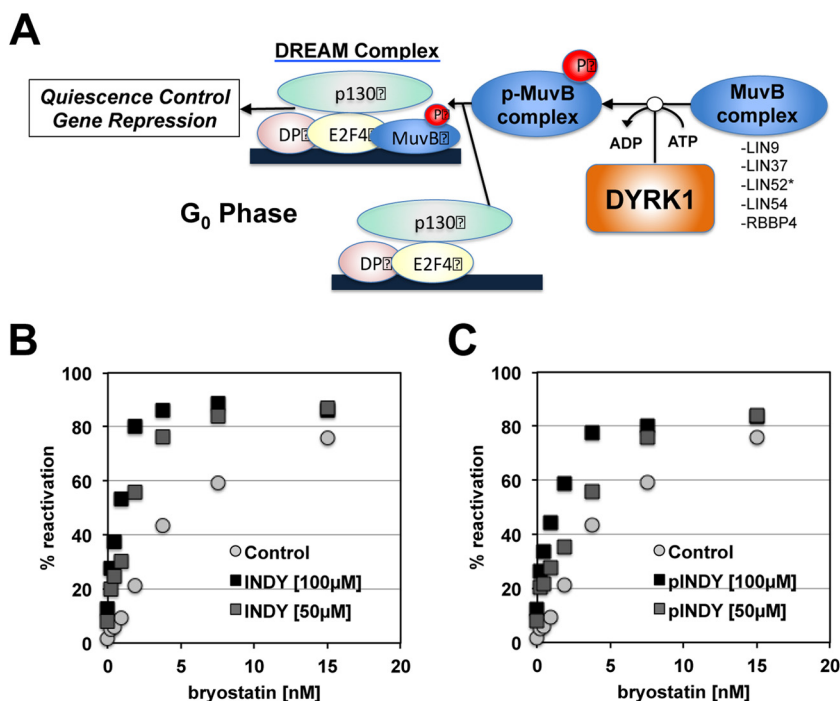 A
DREAM Complex
Quiescence Control
Gene Repression
p130
DP
E2F4
MuvB
P
P
p-MuvB
complex
ADP
ATP
MuvB
complex
-LIN9
-LIN37
-LIN52*
-LIN54
-RBBP4
DYRK1
G₀ Phase
p130
DP
E2F4
B
% reactivation
100
80
60
40
20
0
Control
INDY [100µM]
INDY [50µM]
0 5 10 15 20
bryostatin [nM]
C
% reactivation
100
80
60
40
20
0
Control
pINDY [100µM]
pINDY [50µM]
0 5 10 15 20
bryostatin [nM]